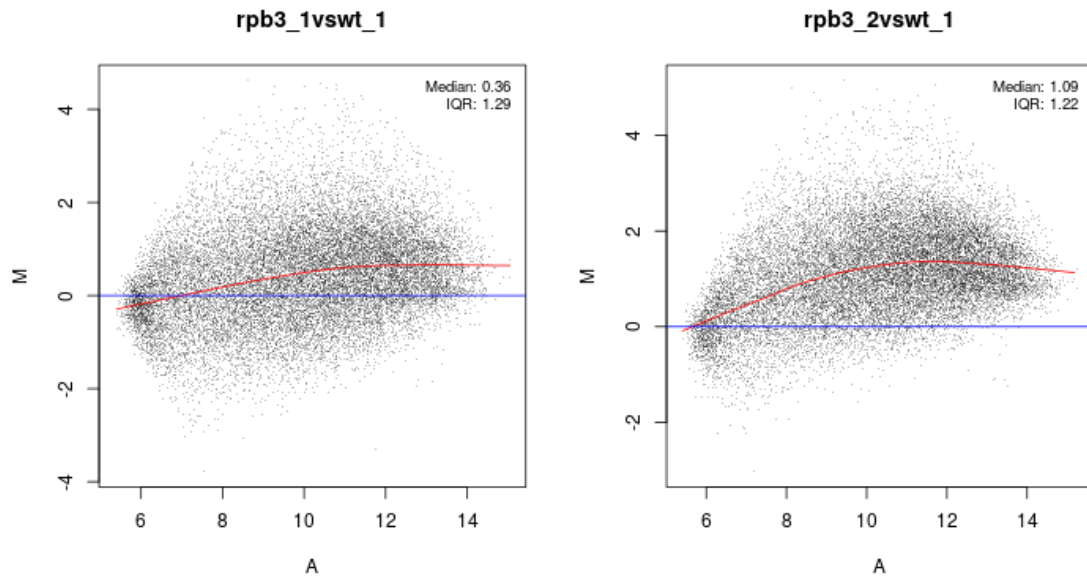 rpb3_1vswt_1
Median: 0.36
IQR: 1.29
M
4
2
0
-2
-4
6 8 10 12 14
A
rpb3_2vswt_1
Median: 1.09
IQR: 1.22
M
4
2
0
-2
6 8 10 12 14
A